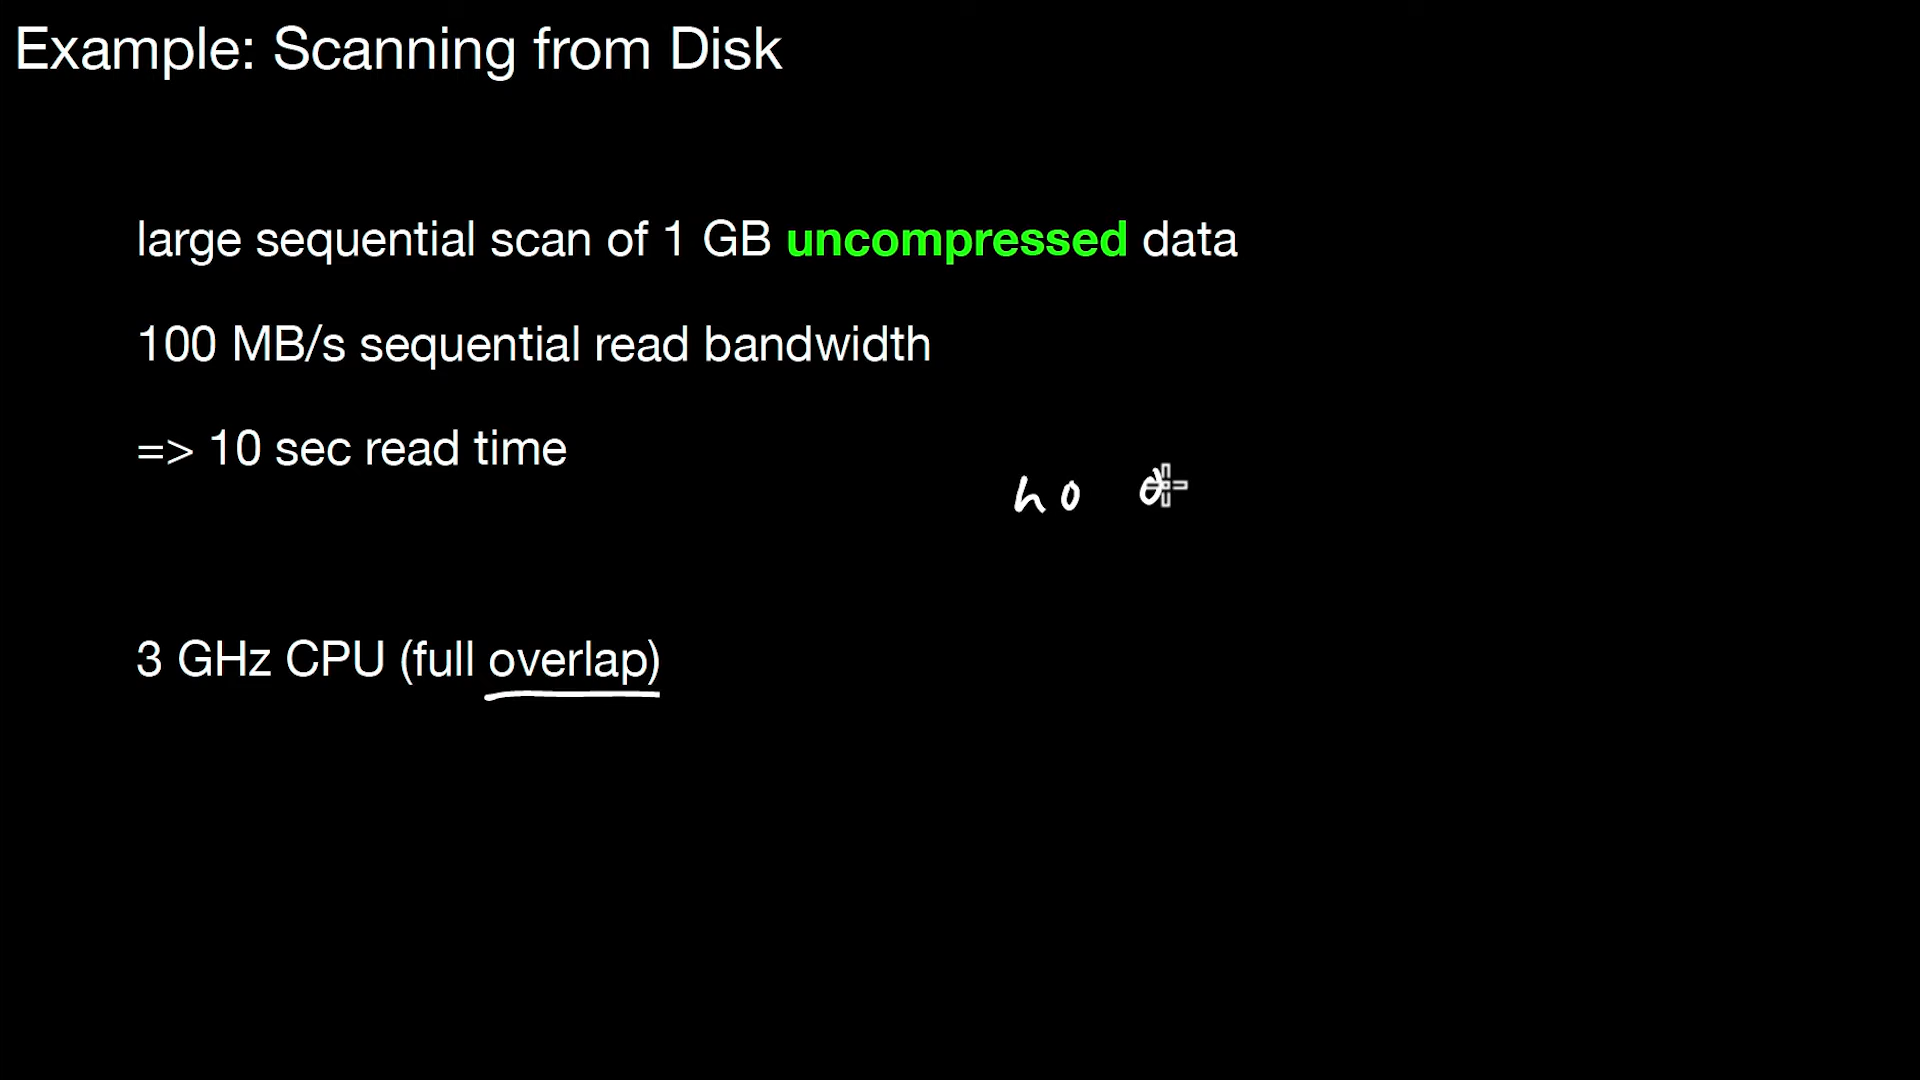 Example: Scanning from Disk
large sequential scan of 1 GB uncompressed data
100 MB/s sequential read bandwidth
=> 10 sec read time
no
3 GHz CPU (full overlap)